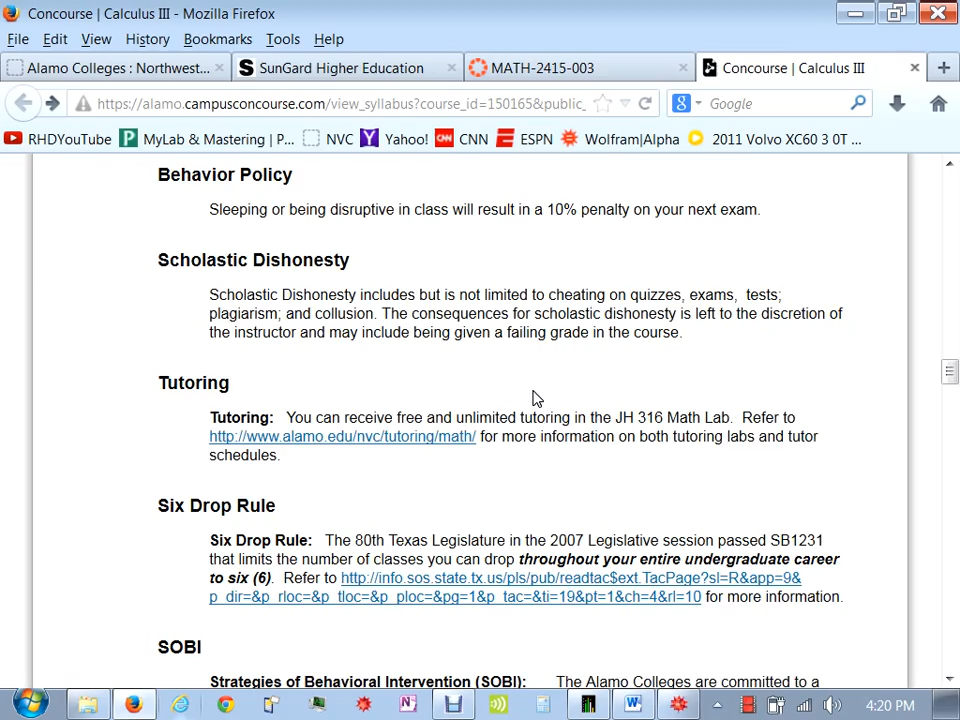 Concourse | Calculus III - Mozilla Firefox
File Edit View History Bookmarks Tools Help
Alamo Colleges : Northwest... × SunGard Higher Education × MATH-2415-003 × Concourse | Calculus III × +
https://alamo.campusconcourse.com/view_syllabus?course_id=150165&public_ Google
RHDYouTube MyLab & Mastering | P... NVC Yahoo! CNN ESPN Wolfram|Alpha 2011 Volvo XC60 3 0T ...
Behavior Policy
Sleeping or being disruptive in class will result in a 10% penalty on your next exam.
Scholastic Dishonesty
Scholastic Dishonesty includes but is not limited to cheating on quizzes, exams,  tests;
plagiarism; and collusion. The consequences for scholastic dishonesty is left to the discretion of
the instructor and may include being given a failing grade in the course.
Tutoring
Tutoring:   You can receive free and unlimited tutoring in the JH 316 Math Lab.  Refer to
http://www.alamo.edu/nvc/tutoring/math/ for more information on both tutoring labs and tutor
schedules.
Six Drop Rule
Six Drop Rule:   The 80th Texas Legislature in the 2007 Legislative session passed SB1231
that limits the number of classes you can drop throughout your entire undergraduate career
to six (6).  Refer to http://info.sos.state.tx.us/pls/pub/readtac$ext.TacPage?sl=R&app=9&
p_dir=&p_rloc=&p_tloc=&p_ploc=&pg=1&p_tac=&ti=19&pt=1&ch=4&rl=10 for more information.
SOBI
Strategies of Behavioral Intervention (SOBI):      The Alamo Colleges are committed to a
4:20 PM